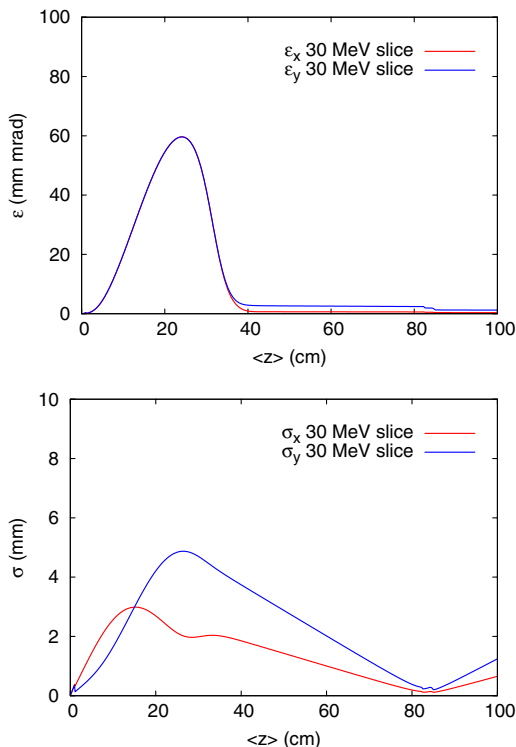 100
80
60
40
20
0
ε (mm mrad)
εx 30 MeV slice
εy 30 MeV slice
0 20 40 60 80 100
<z> (cm)
10
8
6
4
2
0
σ (mm)
σx 30 MeV slice
σy 30 MeV slice
0 20 40 60 80 100
<z> (cm)